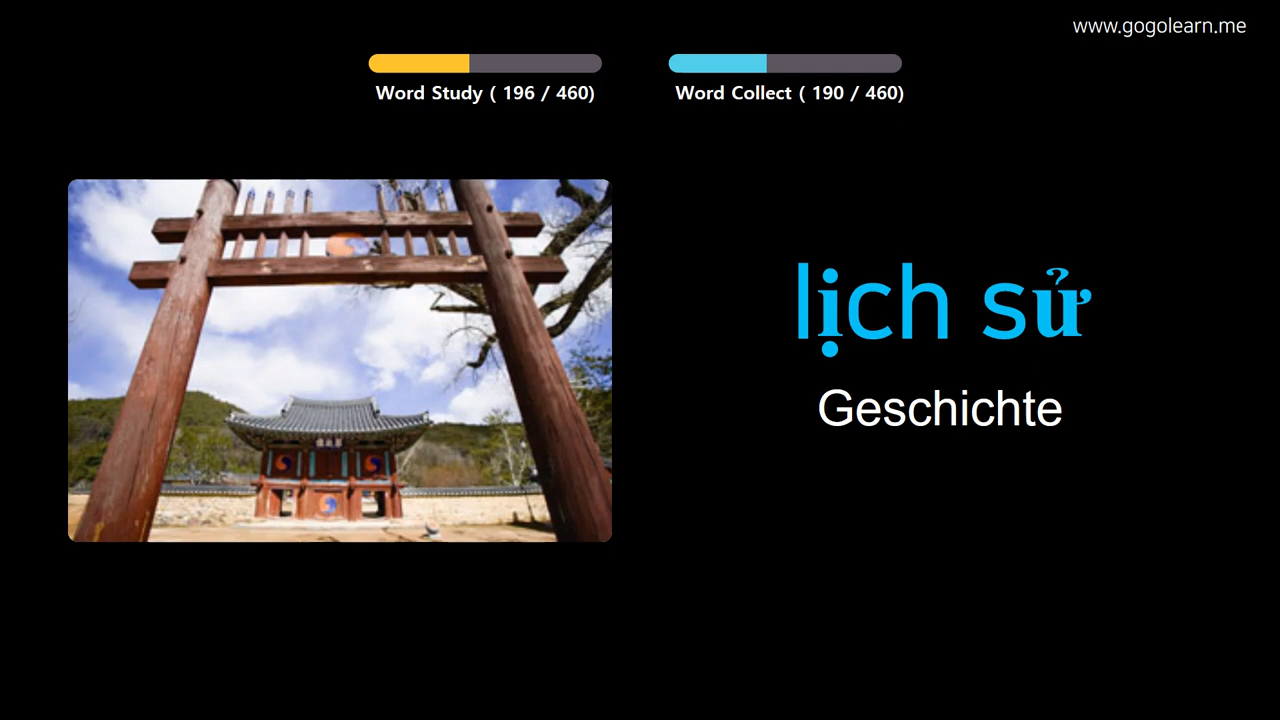 www.gogolearn.me
Word Study ( 196 / 460)
Word Collect ( 190 / 460)
lịch sử
Geschichte